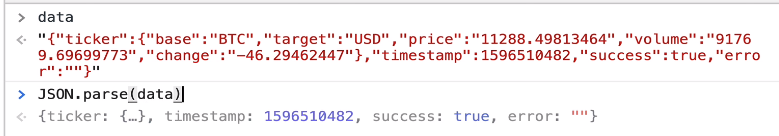 > data
"{"ticker":{"base":"BTC","target":"USD","price":"11288.49813464","volume":"9176
9.69699773","change":"-46.29462447"},"timestamp":1596510482,"success":true,"erro
r":""}"
> JSON.parse(data)
{ticker: {…}, timestamp: 1596510482, success: true, error: ""}